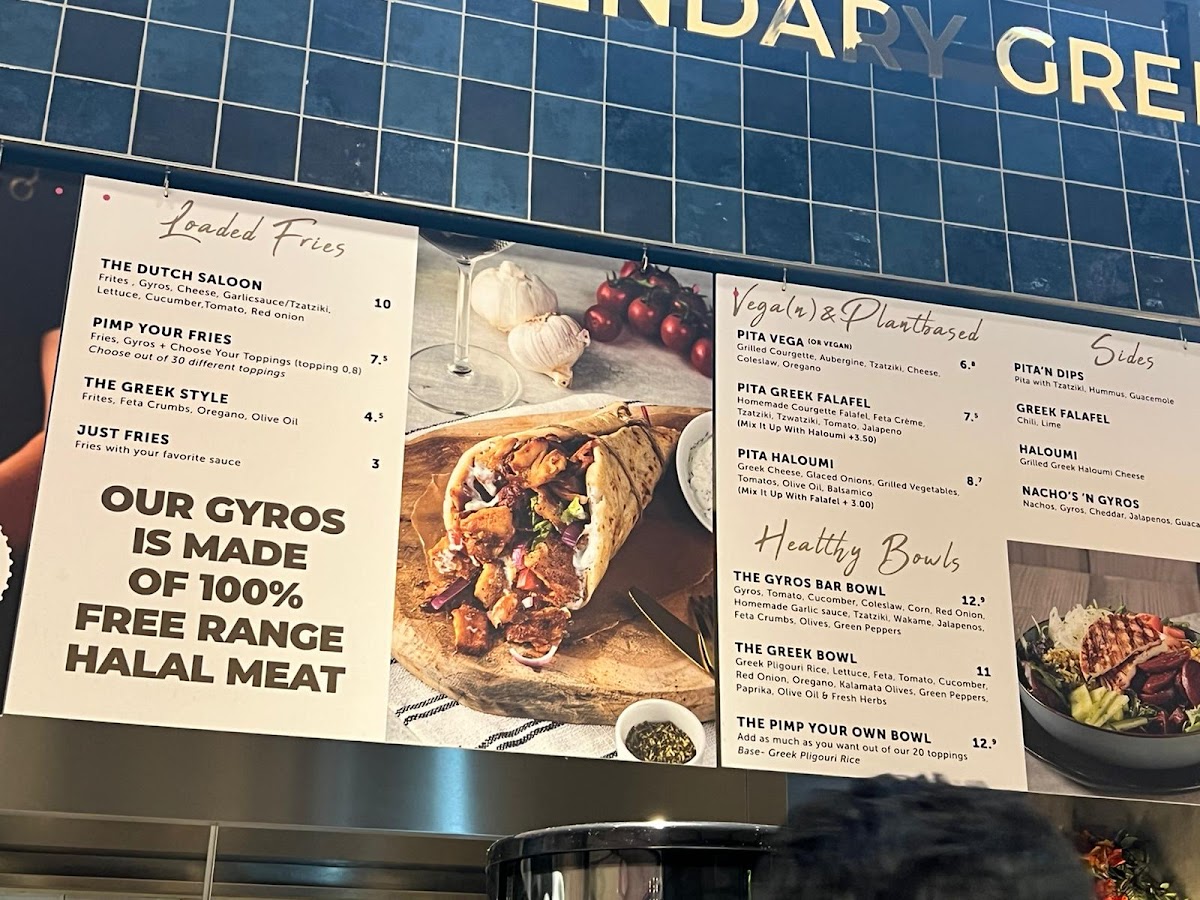 ENDARY GREE
Loaded Fries
THE DUTCH SALOON
Frites , Gyros, Cheese, Garlicsauce/Tzatziki,
Lettuce, Cucumber,Tomato, Red onion
10
PIMP YOUR FRIES
Fries, Gyros + Choose Your Toppings (topping 0,8)
Choose out of 30 different toppings
7.5
THE GREEK STYLE
Frites, Feta Crumbs, Oregano, Olive Oil
4.5
JUST FRIES
Fries with your favorite sauce
3
OUR GYROS
IS MADE
OF 100%
FREE RANGE
HALAL MEAT
Vega(n) & Plantbased
PITA VEGA (OR VEGAN)
Grilled Courgette, Aubergine, Tzatziki, Cheese,
Coleslaw, Oregano
6.8
PITA GREEK FALAFEL
Homemade Courgette Falafel, Feta Crème,
Tzatziki, Tzwatziki, Tomato, Jalapeno
(Mix It Up With Haloumi +3.50)
7.5
PITA HALOUMI
Greek Cheese, Glaced Onions, Grilled Vegetables,
Tomatos, Olive Oil, Balsamico
(Mix It Up With Falafel + 3.00)
8.7
Healthy Bowls
THE GYROS BAR BOWL
12.9
Gyros, Tomato, Cucomber, Coleslaw, Corn, Red Onion,
Homemade Garlic sauce, Tzatziki, Wakame, Jalapenos,
Feta Crumbs, Olives, Green Peppers
THE GREEK BOWL
11
Greek Pligouri Rice, Lettuce, Feta, Tomato, Cucomber,
Red Onion, Oregano, Kalamata Olives, Green Peppers,
Paprika, Olive Oil & Fresh Herbs
THE PIMP YOUR OWN BOWL
12.9
Add as much as you want out of our 20 toppings
Base- Greek Pligouri Rice
Sides
PITA'N DIPS
Pita with Tzatziki, Hummus, Guacemole
GREEK FALAFEL
Chili, Lime
HALOUMI
Grilled Greek Haloumi Cheese
NACHO'S 'N GYROS
Nachos, Gyros, Cheddar, Jalapenos, Guaca